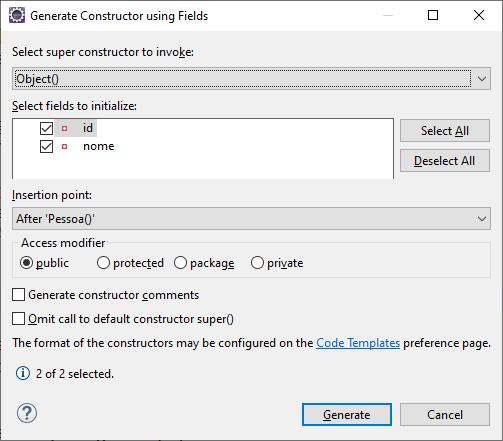 Generate Constructor using Fields
Select super constructor to invoke:
Object()
Select fields to initialize:
id
nome
Select All
Deselect All
Insertion point:
After 'Pessoa()'
Access modifier
public protected package private
Generate constructor comments
Omit call to default constructor super()
The format of the constructors may be configured on the Code Templates preference page.
2 of 2 selected.
Generate Cancel